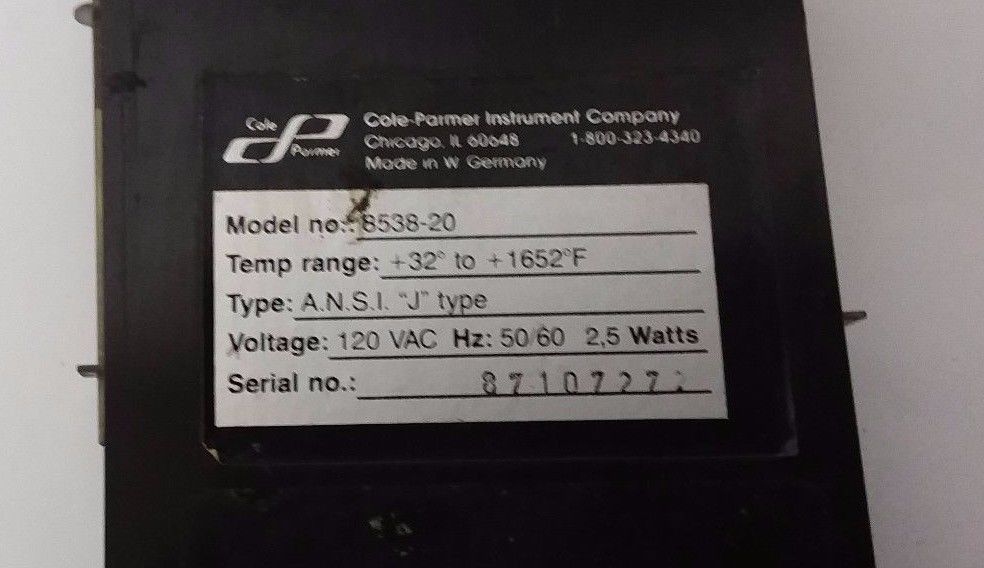 Cole
Parmer
Cole-Parmer Instrument Company
Chicago, IL 60648 1-800-323-4340
Made in W Germany
Model no.: 8538-20
Temp range: +32° to +1652°F
Type: A.N.S.I. "J" type
Voltage: 120 VAC Hz: 50/60 2,5 Watts
Serial no.: 8710727